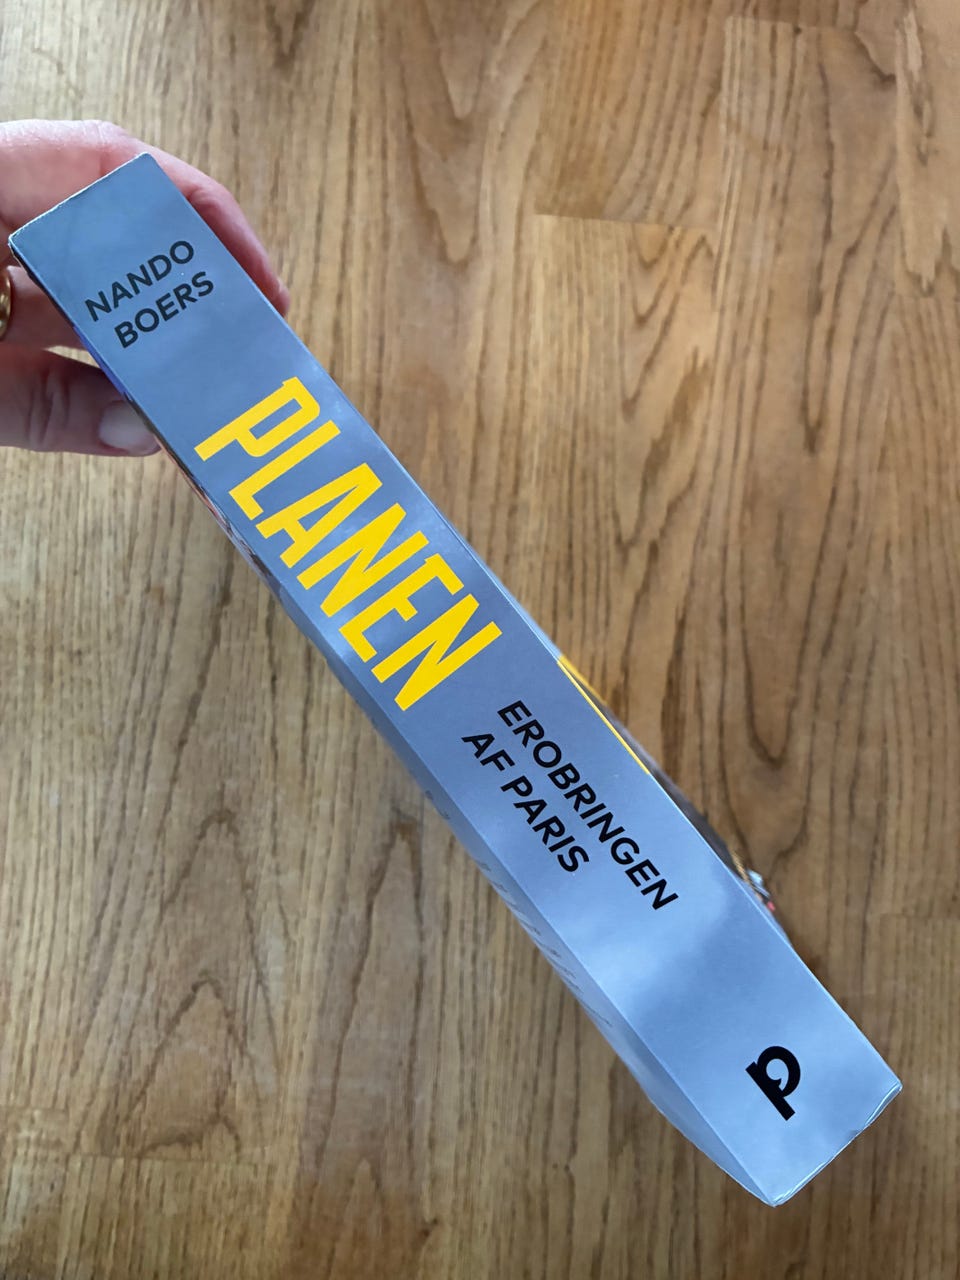 NANDO
BOERS
PLANEN
EROBRINGEN
AF PARIS